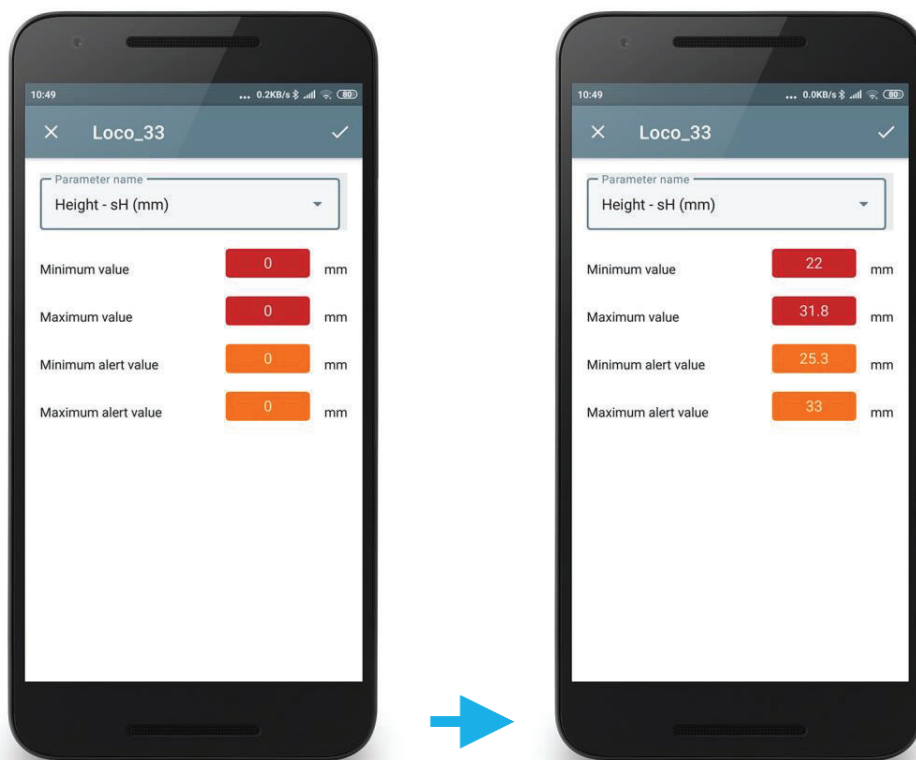 10:49
... 0.2KB/s 80
Loco_33
Parameter name
Height - sH (mm)
Minimum value 0 mm
Maximum value 0 mm
Minimum alert value 0 mm
Maximum alert value 0 mm
10:49
... 0.0KB/s 80
Loco_33
Parameter name
Height - sH (mm)
Minimum value 22 mm
Maximum value 31.8 mm
Minimum alert value 25.3 mm
Maximum alert value 33 mm